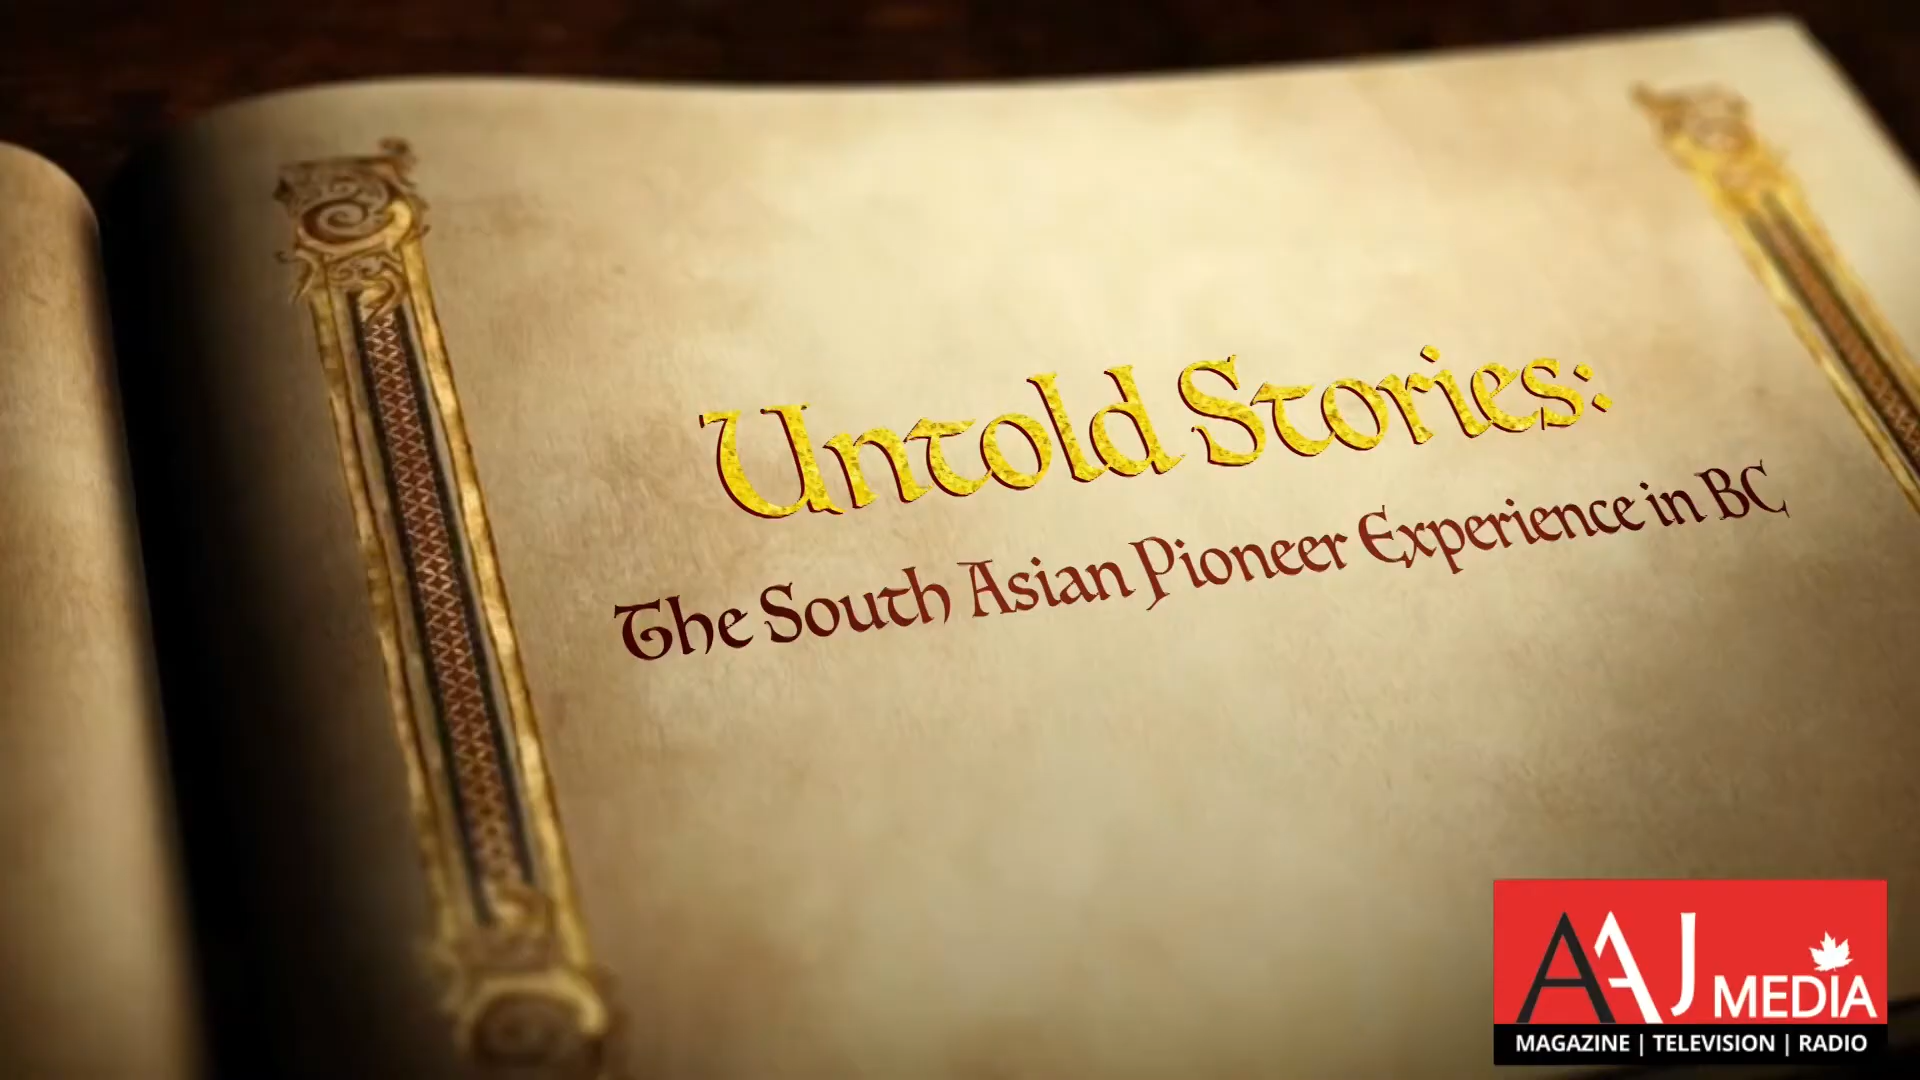 Untold Stories:
The South Asian Pioneer Experience in BC
AAJ MEDIA
MAGAZINE | TELEVISION | RADIO